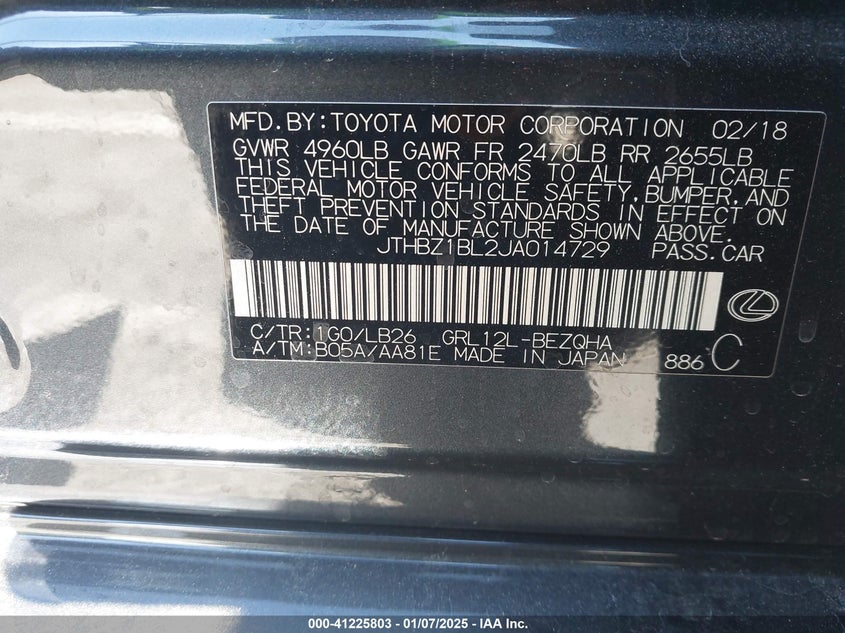 MFD.BY:TOYOTA MOTOR CORPORATION 02/18
GVWR 4960LB GAWR FR 2470LB RR 2655LB
THIS VEHICLE CONFORMS TO ALL APPLICABLE
FEDERAL MOTOR VEHICLE SAFETY,BUMPER,AND
THEFT PREVENTION STANDARDS IN EFFECT ON
THE DATE OF MANUFACTURE SHOWN ABOVE.
JTHBZ1BL2JA014729 PASS.CAR
C/TR:1G0/LB26 GRL12L-BEZQHA
A/TM:B05A/AA81E MADE IN JAPAN 886 C
000-41225803 - 01/07/2025 - IAA Inc.